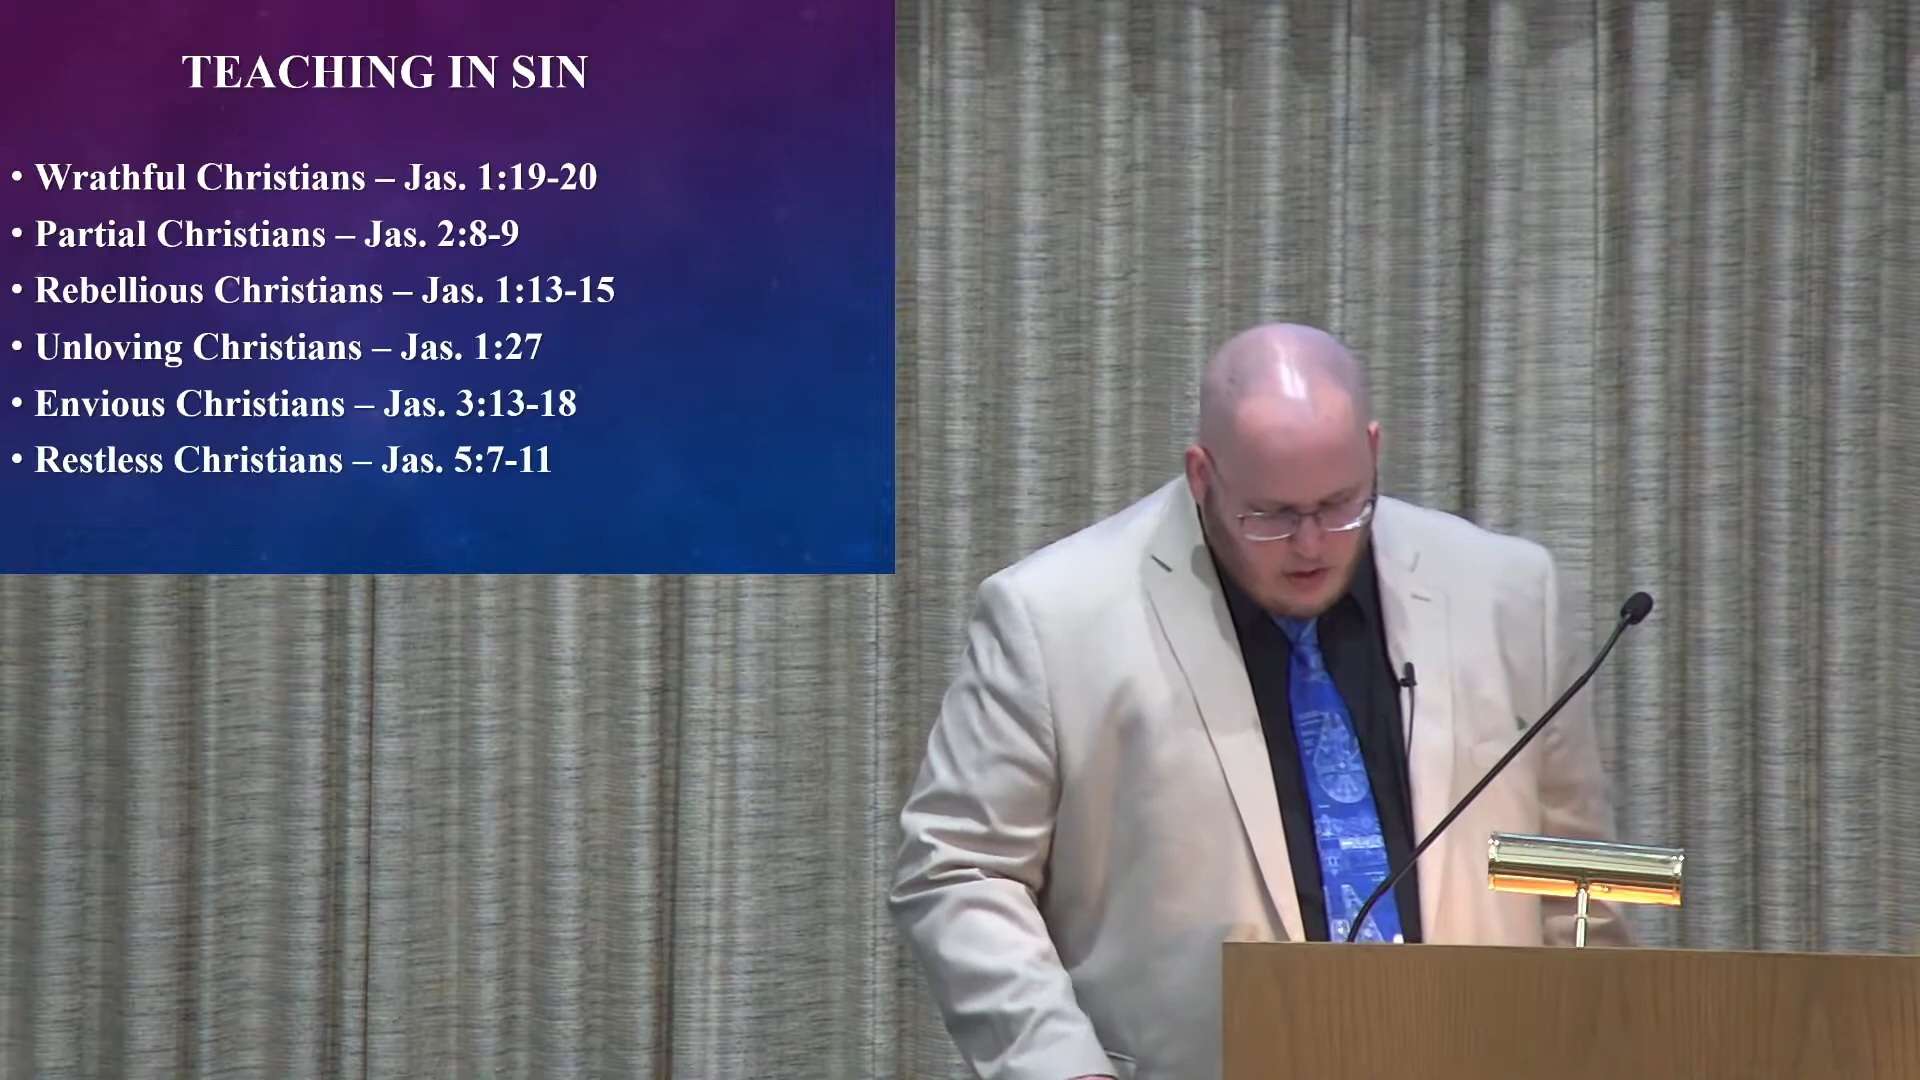 TEACHING IN SIN
• Wrathful Christians – Jas. 1:19-20
• Partial Christians – Jas. 2:8-9
• Rebellious Christians – Jas. 1:13-15
• Unloving Christians – Jas. 1:27
• Envious Christians – Jas. 3:13-18
• Restless Christians – Jas. 5:7-11